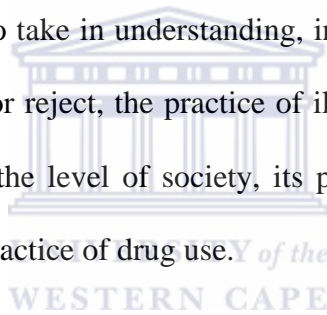 o take in understanding, in
or reject, the practice of il
the level of society, its p
actice of drug use.
UNIVERSITY of the
WESTERN CAPE